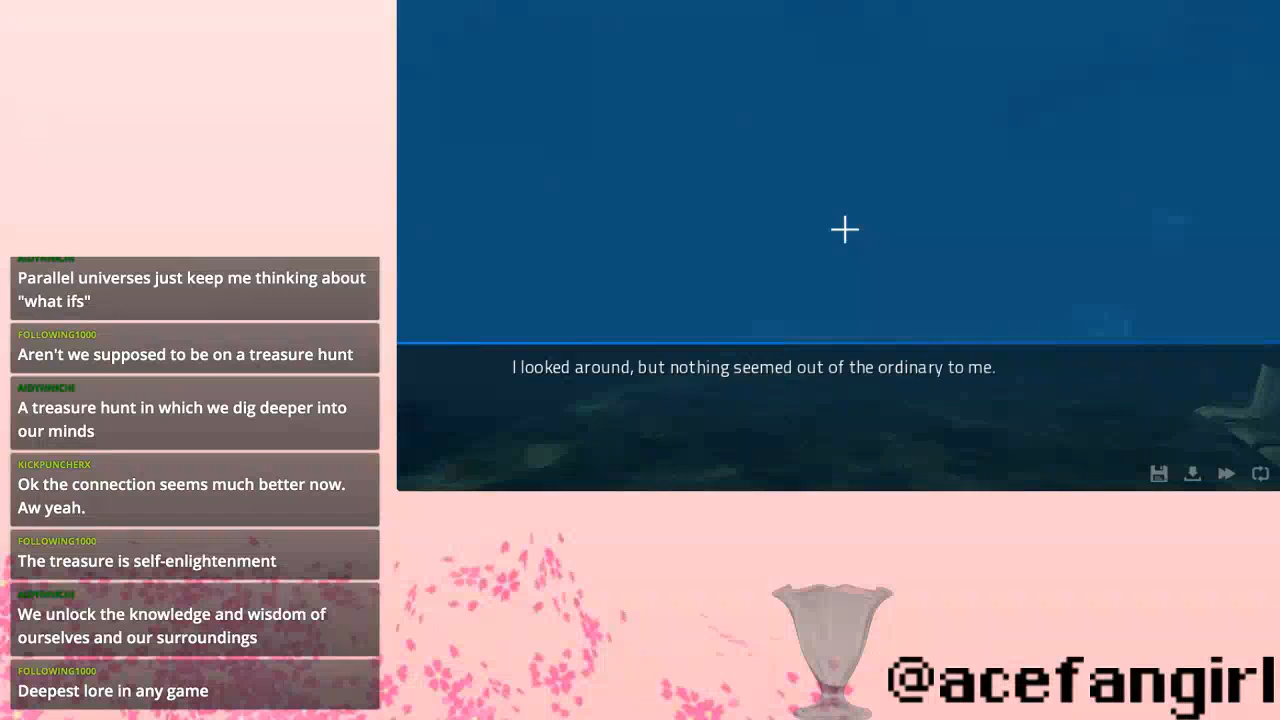 Parallel universes just keep me thinking about
"what ifs"
FOLLOWING1000
Aren't we supposed to be on a treasure hunt
A treasure hunt in which we dig deeper into
our minds
KICKPUNCHERX
Ok the connection seems much better now.
Aw yeah.
FOLLOWING1000
The treasure is self-enlightenment
We unlock the knowledge and wisdom of
ourselves and our surroundings
FOLLOWING1000
Deepest lore in any game
I looked around, but nothing seemed out of the ordinary to me.
@acefangirl